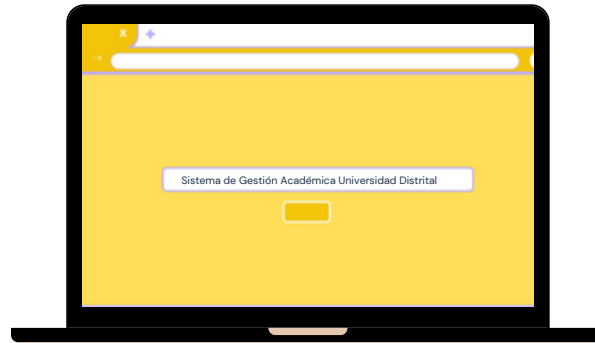 x +
→
Sistema de Gestión Académica Universidad Distrital